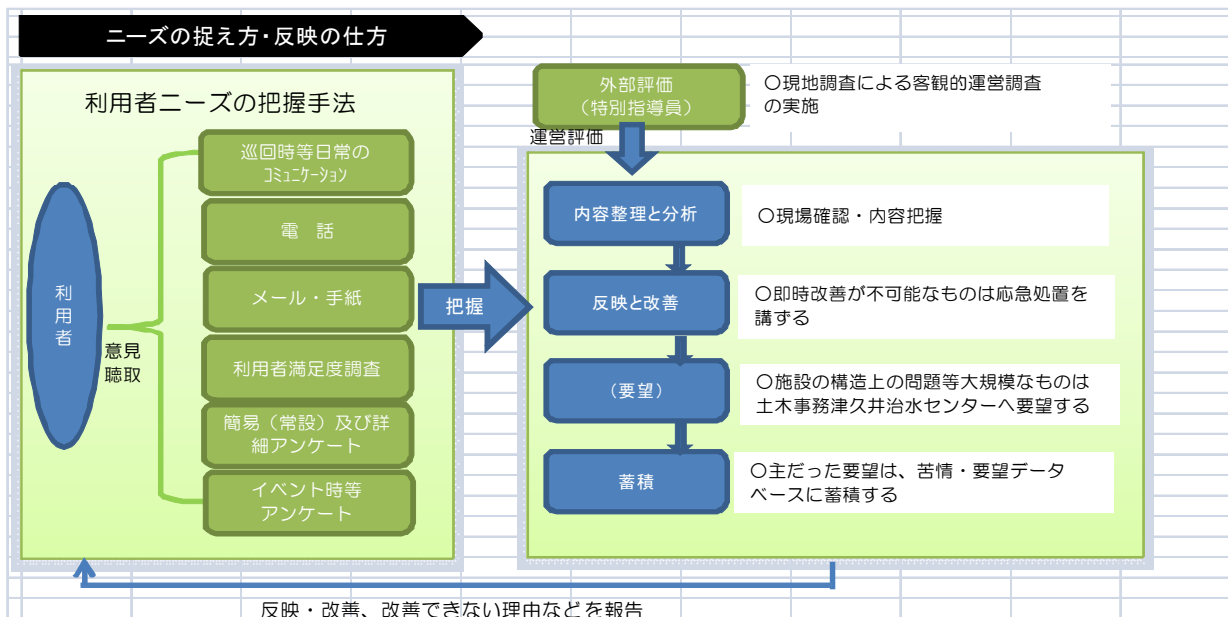 ニーズの捉え方・反映の仕方
利用者ニーズの把握手法
利用者
意見
聴取
巡回時等日常の
ｺﾐｭﾆｹｰｼｮﾝ
電　話
メール・手紙
利用者満足度調査
簡易（常設）及び詳
細アンケート
イベント時等
アンケート
把握
外部評価
（特別指導員）
〇現地調査による客観的運営調査
の実施
運営評価
内容整理と分析
〇現場確認・内容把握
反映と改善
〇即時改善が不可能なものは応急処置を
講ずる
（要望）
〇施設の構造上の問題等大規模なものは
土木事務津久井治水センターへ要望する
蓄積
〇主だった要望は、苦情・要望データ
ベースに蓄積する
反映・改善、改善できない理由などを報告